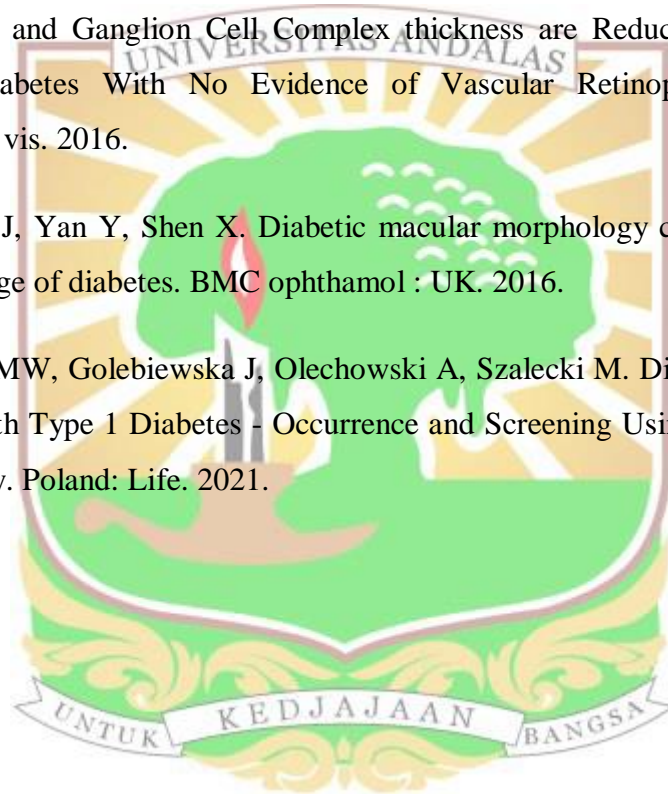 and Ganglion Cell Complex thickness are Reduc
UNIVERSITAS ANDALAS
abetes With No Evidence of Vascular Retinop
vis. 2016.
J, Yan Y, Shen X. Diabetic macular morphology c
ge of diabetes. BMC ophthamol : UK. 2016.
MW, Golebiewska J, Olechowski A, Szalecki M. Di
th Type 1 Diabetes - Occurrence and Screening Usi
y. Poland: Life. 2021.
UNTUK KEDJAJAAN BANGSA